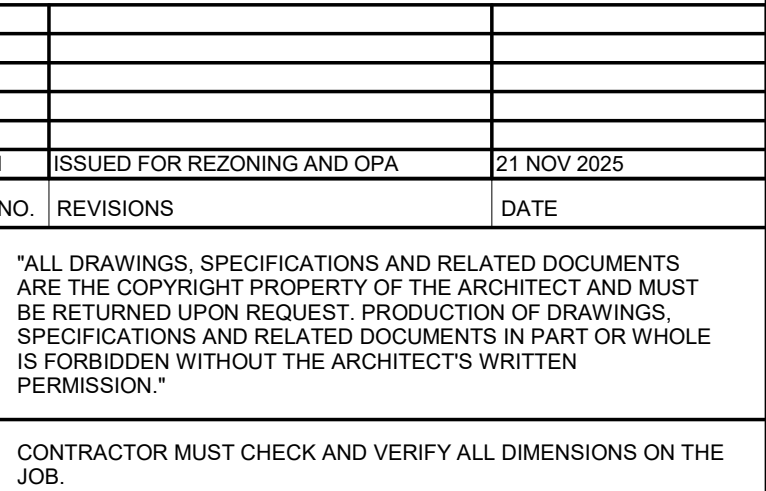 ISSUED FOR REZONING AND OPA 21 NOV 2025
NO. REVISIONS DATE
"ALL DRAWINGS, SPECIFICATIONS AND RELATED DOCUMENTS
ARE THE COPYRIGHT PROPERTY OF THE ARCHITECT AND MUST
BE RETURNED UPON REQUEST. PRODUCTION OF DRAWINGS,
SPECIFICATIONS AND RELATED DOCUMENTS IN PART OR WHOLE
IS FORBIDDEN WITHOUT THE ARCHITECT'S WRITTEN
PERMISSION."
CONTRACTOR MUST CHECK AND VERIFY ALL DIMENSIONS ON THE
JOB.